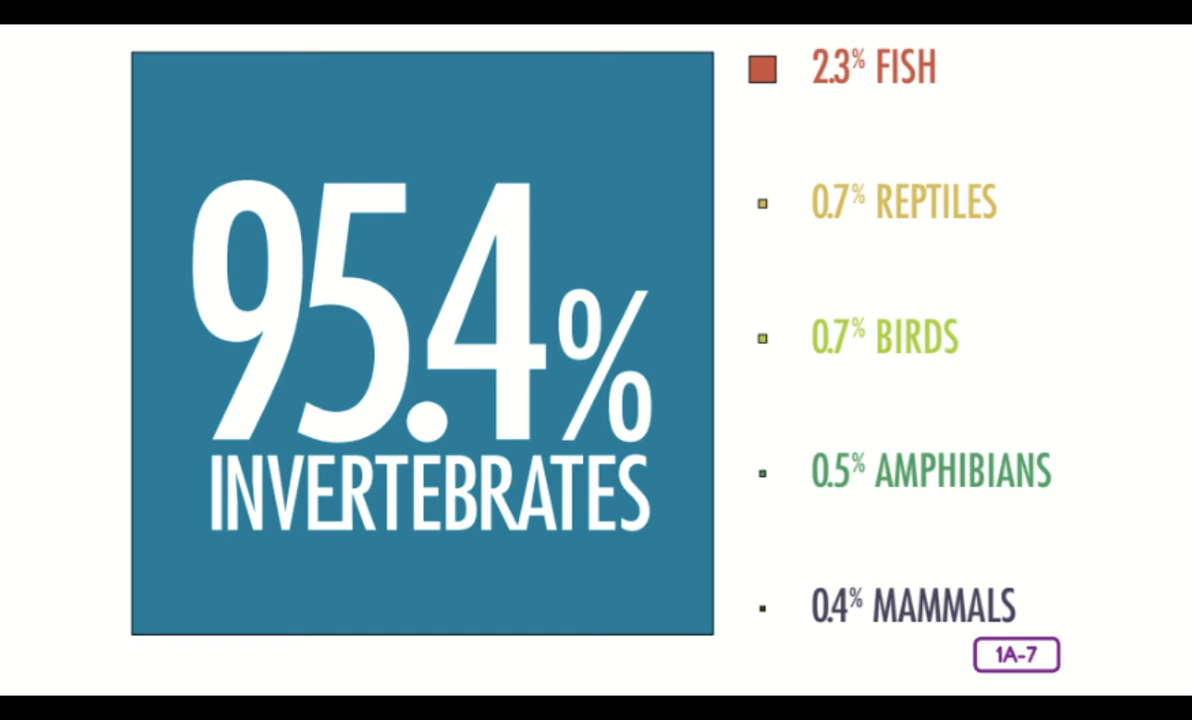 95.4%
INVERTEBRATES
2.3% FISH
0.7% REPTILES
0.7% BIRDS
0.5% AMPHIBIANS
0.4% MAMMALS
1A-7